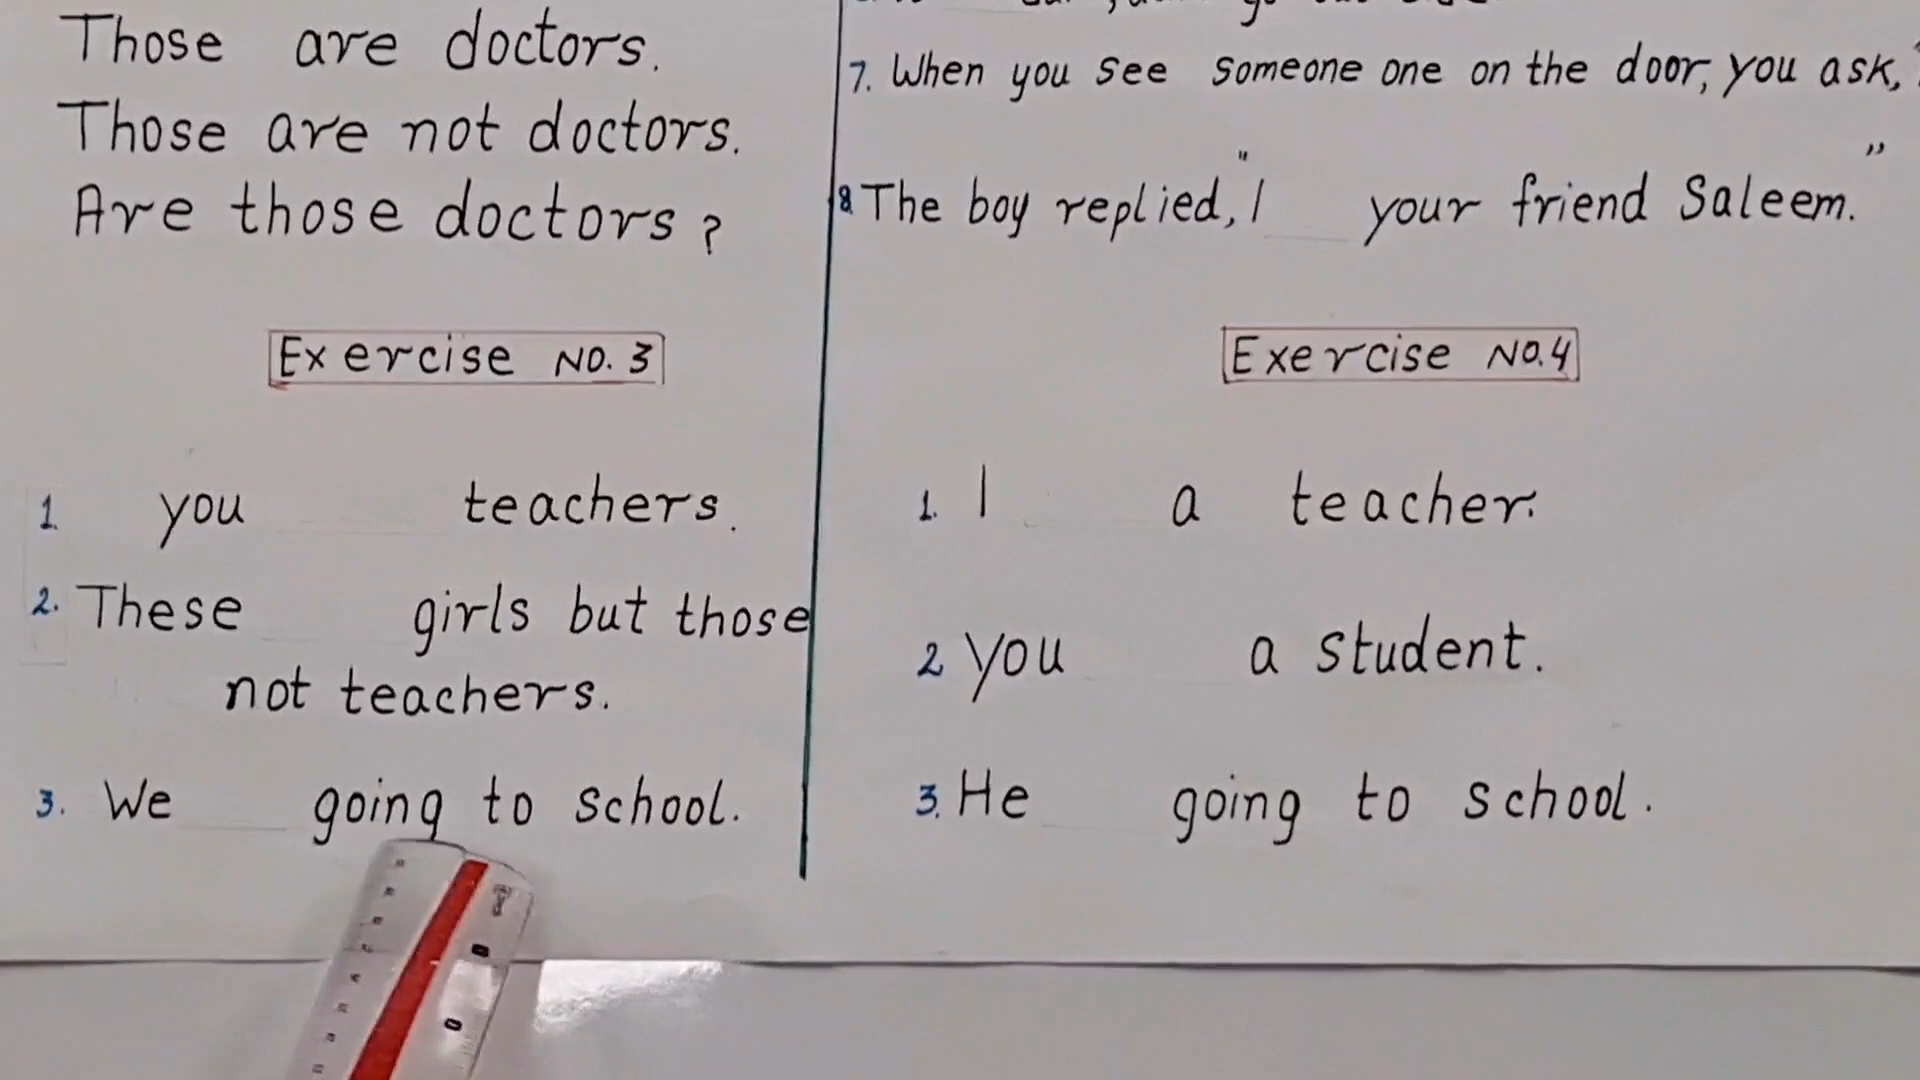 Those are doctors.
Those are not doctors.
Are those doctors?
Exercise NO. 3
1. you teachers.
2. These girls but those
not teachers.
3. We going to school.
7. When you see someone one on the door, you ask,
8 The boy replied, "I your friend Saleem."
Exercise NO.4
1. I a teacher.
2 you a student.
3. He going to school.